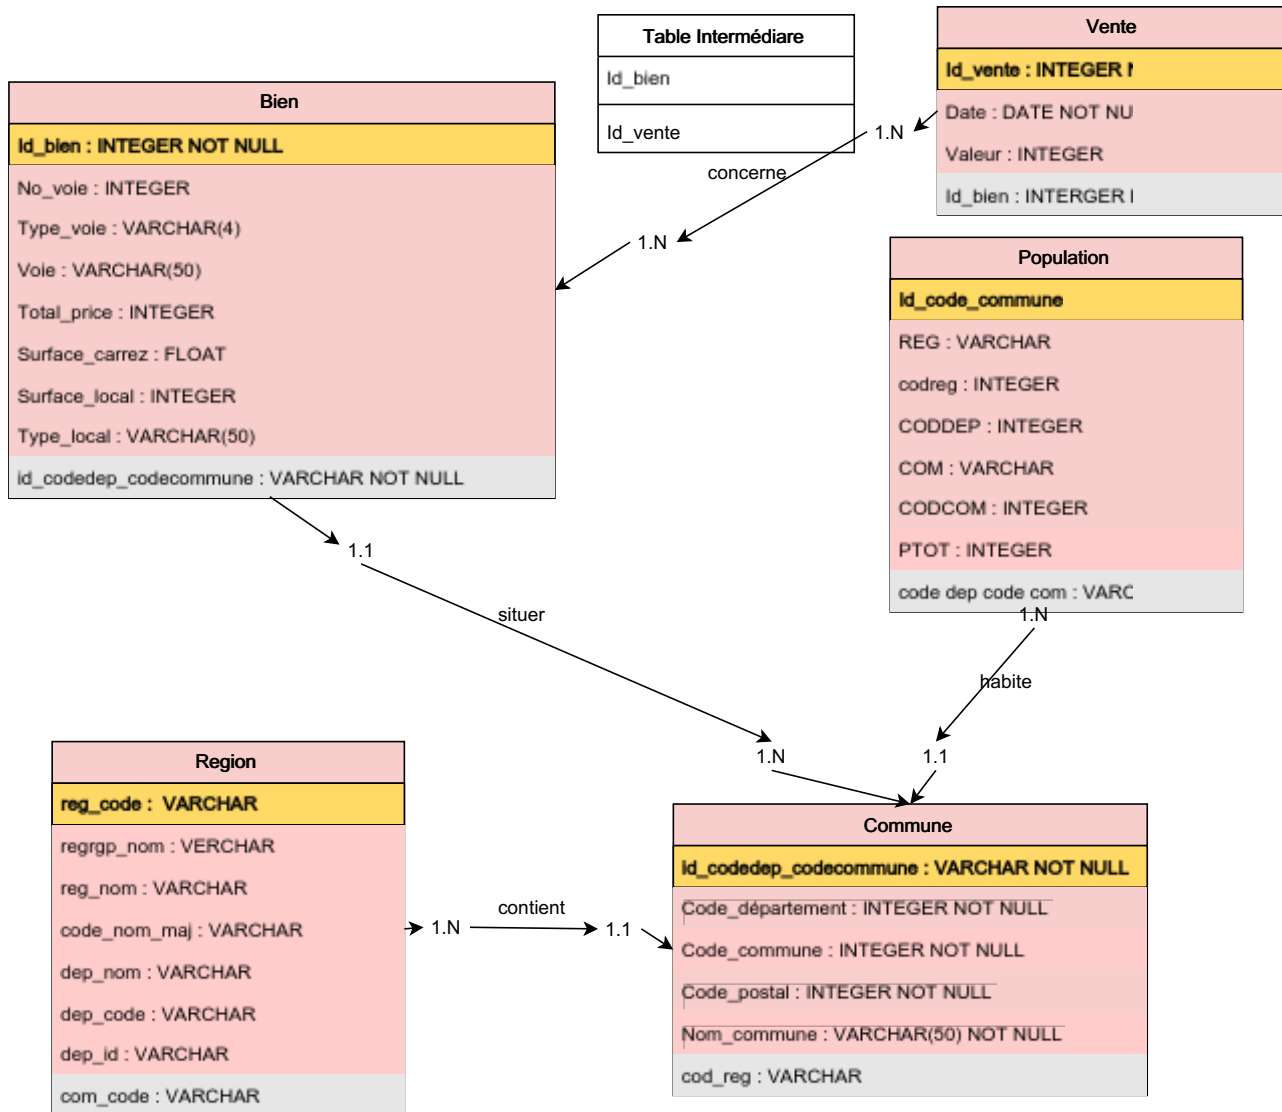 Table Intermédiare
Id_bien
Id_vente
Vente
Id_vente : INTEGER N
Date : DATE NOT NU
Valeur : INTEGER
Id_bien : INTERGER
Bien
Id_bien : INTEGER NOT NULL
No_voie : INTEGER
Type_voie : VARCHAR(4)
Voie : VARCHAR(50)
Total_price : INTEGER
Surface_carrez : FLOAT
Surface_local : INTEGER
Type_local : VARCHAR(50)
id_codedep_codecommune : VARCHAR NOT NULL
1.N
concerne
1.N
Population
Id_code_commune
REG : VARCHAR
codreg : INTEGER
CODDEP : INTEGER
COM : VARCHAR
CODCOM : INTEGER
PTOT : INTEGER
code dep code com : VARC
1.1
situer
1.N
1.N
habite
1.1
Region
reg_code : VARCHAR
regrgp_nom : VERCHAR
reg_nom : VARCHAR
code_nom_maj : VARCHAR
dep_nom : VARCHAR
dep_code : VARCHAR
dep_id : VARCHAR
com_code : VARCHAR
1.N
contient
1.1
Commune
Id_codedep_codecommune : VARCHAR NOT NULL
Code_département : INTEGER NOT NULL
Code_commune : INTEGER NOT NULL
Code_postal : INTEGER NOT NULL
Nom_commune : VARCHAR(50) NOT NULL
cod_reg : VARCHAR